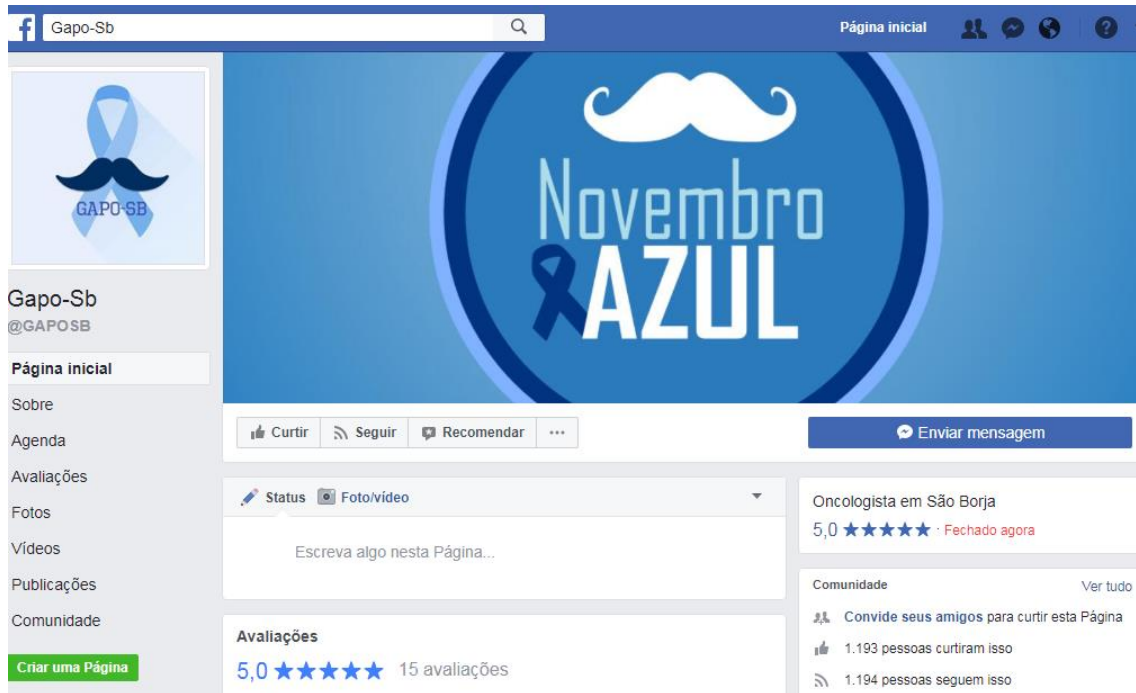 f Gapo-Sb Página inicial ?
GAPO-SB
Novembro
AZUL
Gapo-Sb
@GAPOSB
Página inicial
Sobre
Agenda
Avaliações
Fotos
Vídeos
Publicações
Comunidade
Criar uma Página
Curtir Seguir Recomendar ...
Enviar mensagem
Status Foto/vídeo
Escreva algo nesta Página...
Avaliações
5,0 ★★★★★ 15 avaliações
Oncologista em São Borja
5,0 ★★★★★ · Fechado agora
Comunidade Ver tudo
Convide seus amigos para curtir esta Página
1.193 pessoas curtiram isso
1.194 pessoas seguem isso